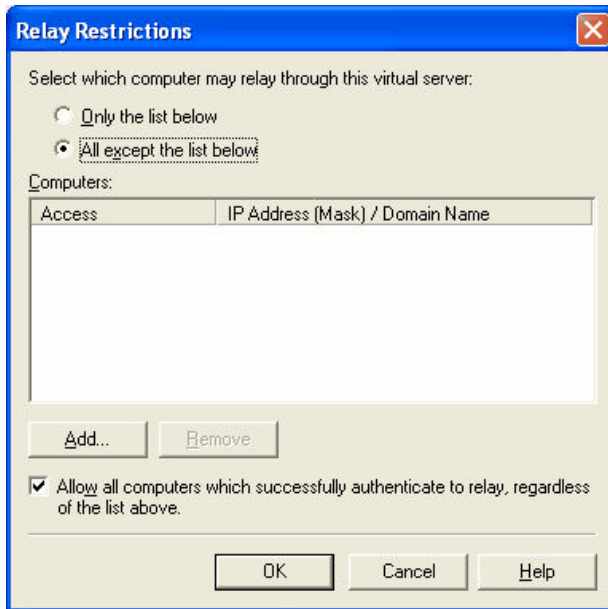 Relay Restrictions
Select which computer may relay through this virtual server:
Only the list below
All except the list below
Computers:
Access IP Address (Mask) / Domain Name
Add... Remove
Allow all computers which successfully authenticate to relay, regardless
of the list above.
OK Cancel Help